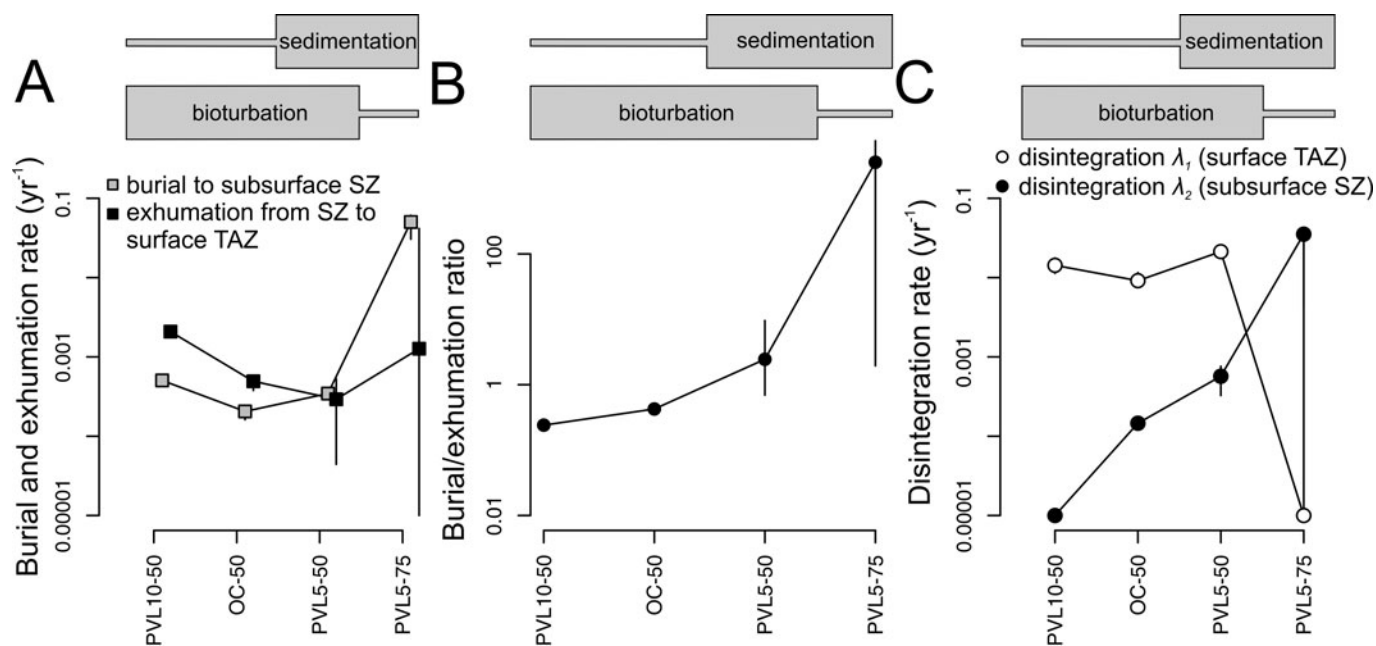 A
sedimentation
bioturbation
burial to subsurface SZ
exhumation from SZ to
surface TAZ
Burial and exhumation rate (yr⁻¹)
0.1
0.001
0.00001
PVL10-50
OC-50
PVL5-50
PVL5-75
B
sedimentation
bioturbation
Burial/exhumation ratio
100
1
0.01
PVL10-50
OC-50
PVL5-50
PVL5-75
C
sedimentation
bioturbation
disintegration λ₁ (surface TAZ)
disintegration λ₂ (subsurface SZ)
Disintegration rate (yr⁻¹)
0.1
0.001
0.00001
PVL10-50
OC-50
PVL5-50
PVL5-75